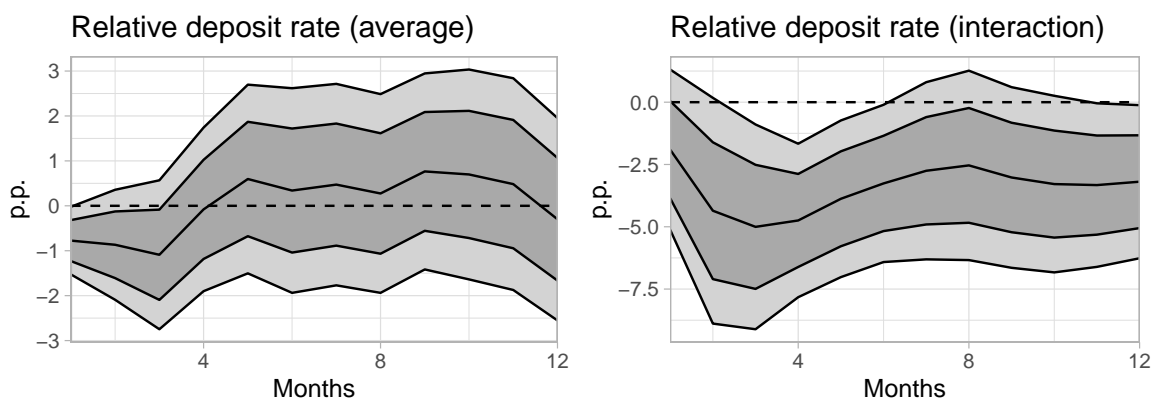 Relative deposit rate (average)
3
2
1
0
−1
−2
−3
p.p.
4
8
12
Months
Relative deposit rate (interaction)
0.0
−2.5
−5.0
−7.5
p.p.
4
8
12
Months